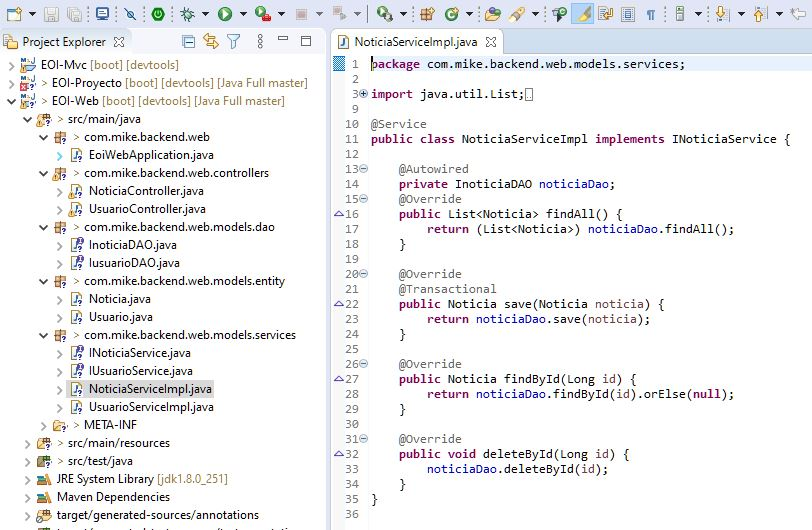 Project Explorer
EOI-Mvc [boot] [devtools]
> EOI-Proyecto [boot] [devtools] [Java Full master]
> EOI-Web [boot] [devtools] [Java Full master]
> src/main/java
> com.mike.backend.web
> EoiWebApplication.java
> com.mike.backend.web.controllers
> NoticiaController.java
> UsuarioController.java
> com.mike.backend.web.models.dao
> InoticiaDAO.java
> IusuarioDAO.java
> com.mike.backend.web.models.entity
> Noticia.java
> Usuario.java
> com.mike.backend.web.models.services
> INoticiaService.java
> IUsuarioService.java
> NoticiaServiceImpl.java
> UsuarioServiceImpl.java
> META-INF
> src/main/resources
> src/test/java
JRE System Library [jdk1.8.0_251]
Maven Dependencies
target/generated-sources/annotations
NoticiaServiceImpl.java
1 package com.mike.backend.web.models.services;
2
3 import java.util.List;
9
10 @Service
11 public class NoticiaServiceImpl implements INoticiaService {
12
13 @Autowired
14 private InoticiaDAO noticiaDao;
15 @Override
16 public List<Noticia> findAll() {
17 return (List<Noticia>) noticiaDao.findAll();
18 }
19
20 @Override
21 @Transactional
22 public Noticia save(Noticia noticia) {
23 return noticiaDao.save(noticia);
24 }
25
26 @Override
27 public Noticia findById(Long id) {
28 return noticiaDao.findById(id).orElse(null);
29 }
30
31 @Override
32 public void deleteById(Long id) {
33 noticiaDao.deleteById(id);
34 }
35 }
36